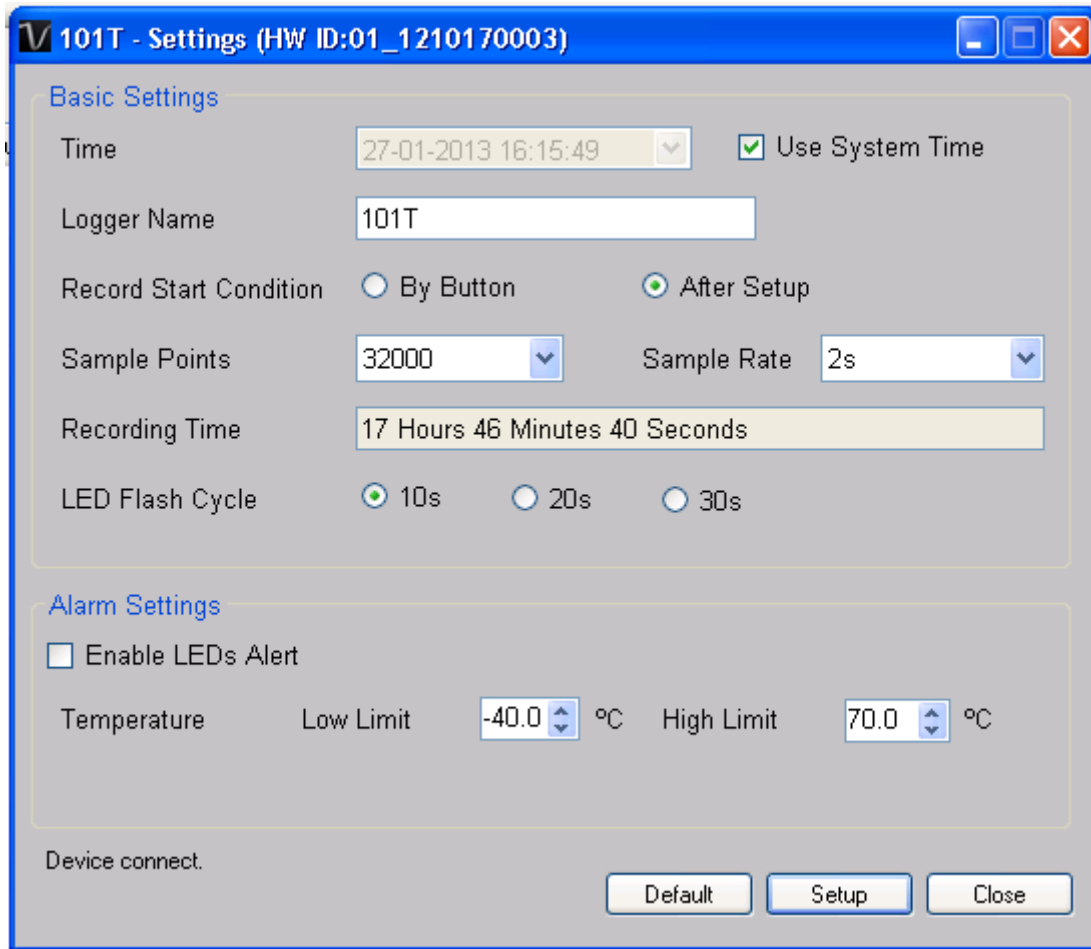 101T - Settings (HW ID:01_1210170003)
Basic Settings
Time 27-01-2013 16:15:49 Use System Time
Logger Name 101T
Record Start Condition By Button After Setup
Sample Points 32000 Sample Rate 2s
Recording Time 17 Hours 46 Minutes 40 Seconds
LED Flash Cycle 10s 20s 30s
Alarm Settings
Enable LEDs Alert
Temperature Low Limit -40.0 ºC High Limit 70.0 ºC
Device connect.
Default Setup Close